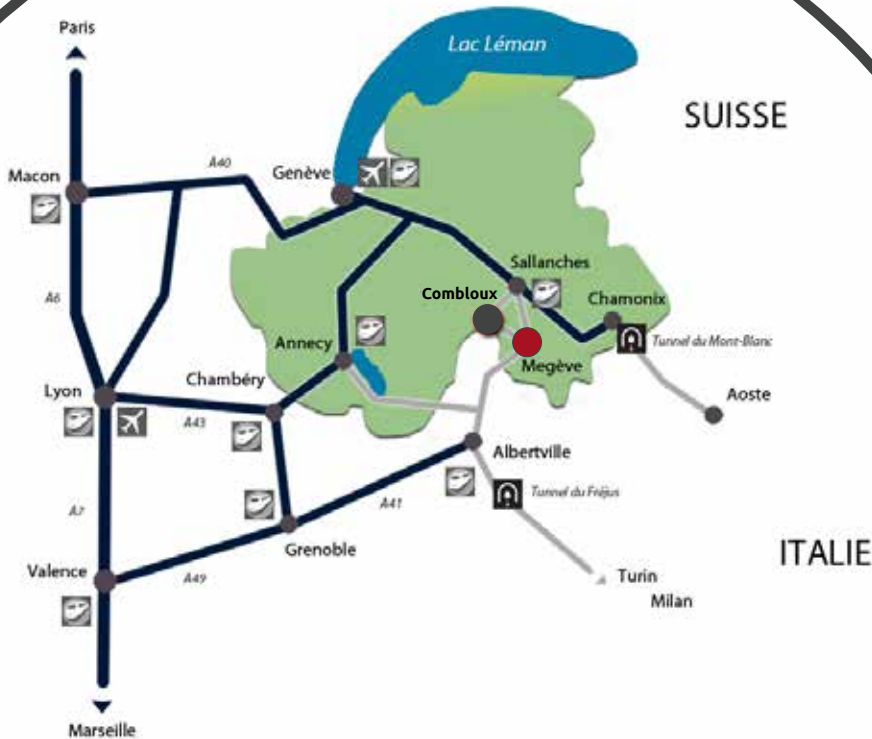 Paris
Lac Léman
SUISSE
A40
Genève
Macon
Sallanches
Combloux
Chamonix
A6
Annecy
Tunnel du Mont-Blanc
Megève
Chambéry
Lyon
Aoste
A43
Albertville
Tunnel du Fréjus
A41
A7
Grenoble
ITALIE
Valence
A49
Turin
Milan
Marseille